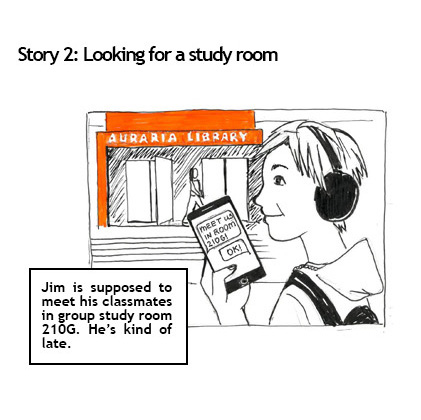 Story 2: Looking for a study room
AURARIA LIBRARY
MEET US
IN ROOM
210G!
OK!
Jim is supposed to
meet his classmates
in group study room
210G. He's kind of
late.